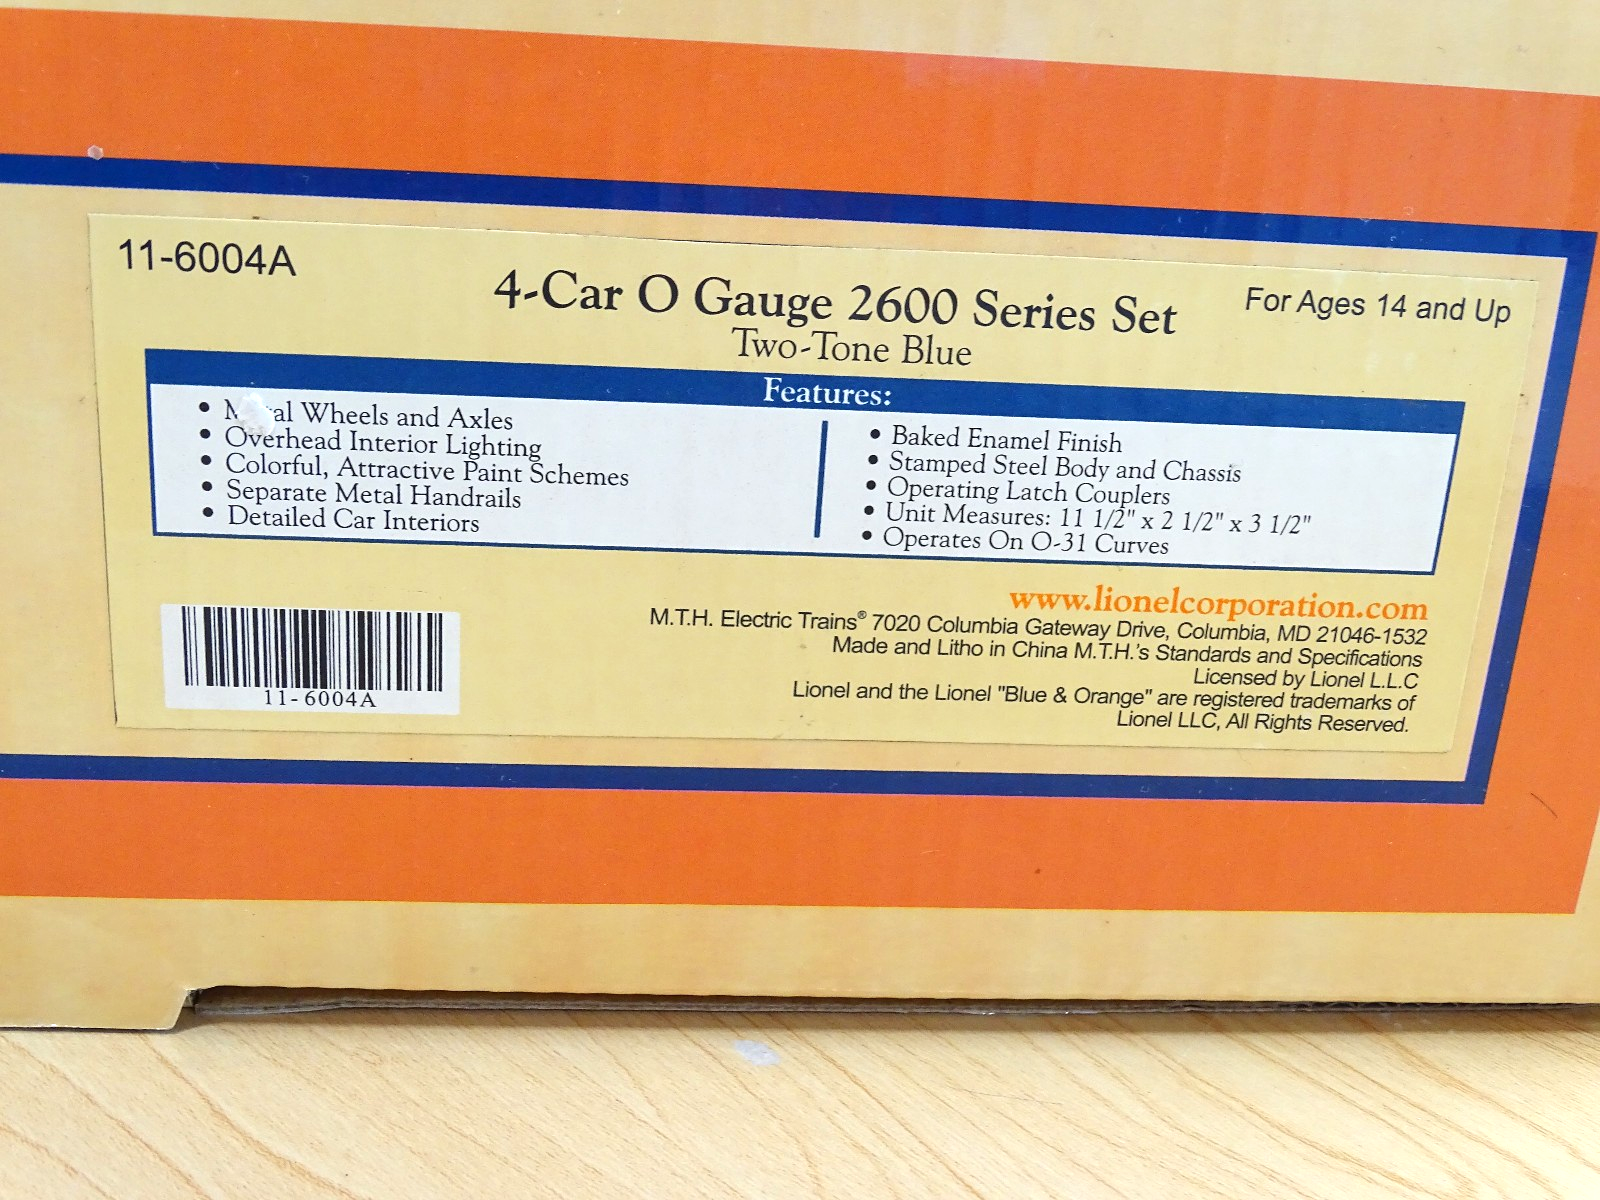 11-6004A
4-Car O Gauge 2600 Series Set
For Ages 14 and Up
Two-Tone Blue
Features:
• Wheels and Axles
• Overhead Interior Lighting
• Colorful, Attractive Paint Schemes
• Separate Metal Handrails
• Detailed Car Interiors
• Baked Enamel Finish
• Stamped Steel Body and Chassis
• Operating Latch Couplers
• Unit Measures: 11 1/2" x 2 1/2" x 3 1/2"
• Operates On O-31 Curves
www.lionelcorporation.com
M.T.H. Electric Trains® 7020 Columbia Gateway Drive, Columbia, MD 21046-1532
Made and Litho in China M.T.H.'s Standards and Specifications
Licensed by Lionel L.L.C
Lionel and the Lionel "Blue & Orange" are registered trademarks of
Lionel LLC, All Rights Reserved.
11-6004A